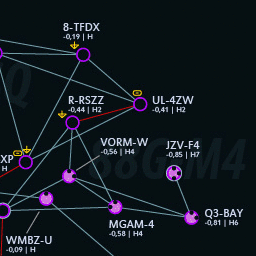 8-TFDX
-0,19 | H
UL-4ZW
-0,41 | H2
R-RSZZ
-0,44 | H2
VORM-W
-0,56 | H4
JZV-F4
-0,85 | H7
XP
H
Q3-BAY
-0,81 | H6
MGAM-4
-0,58 | H4
WMBZ-U
-0,09 | H